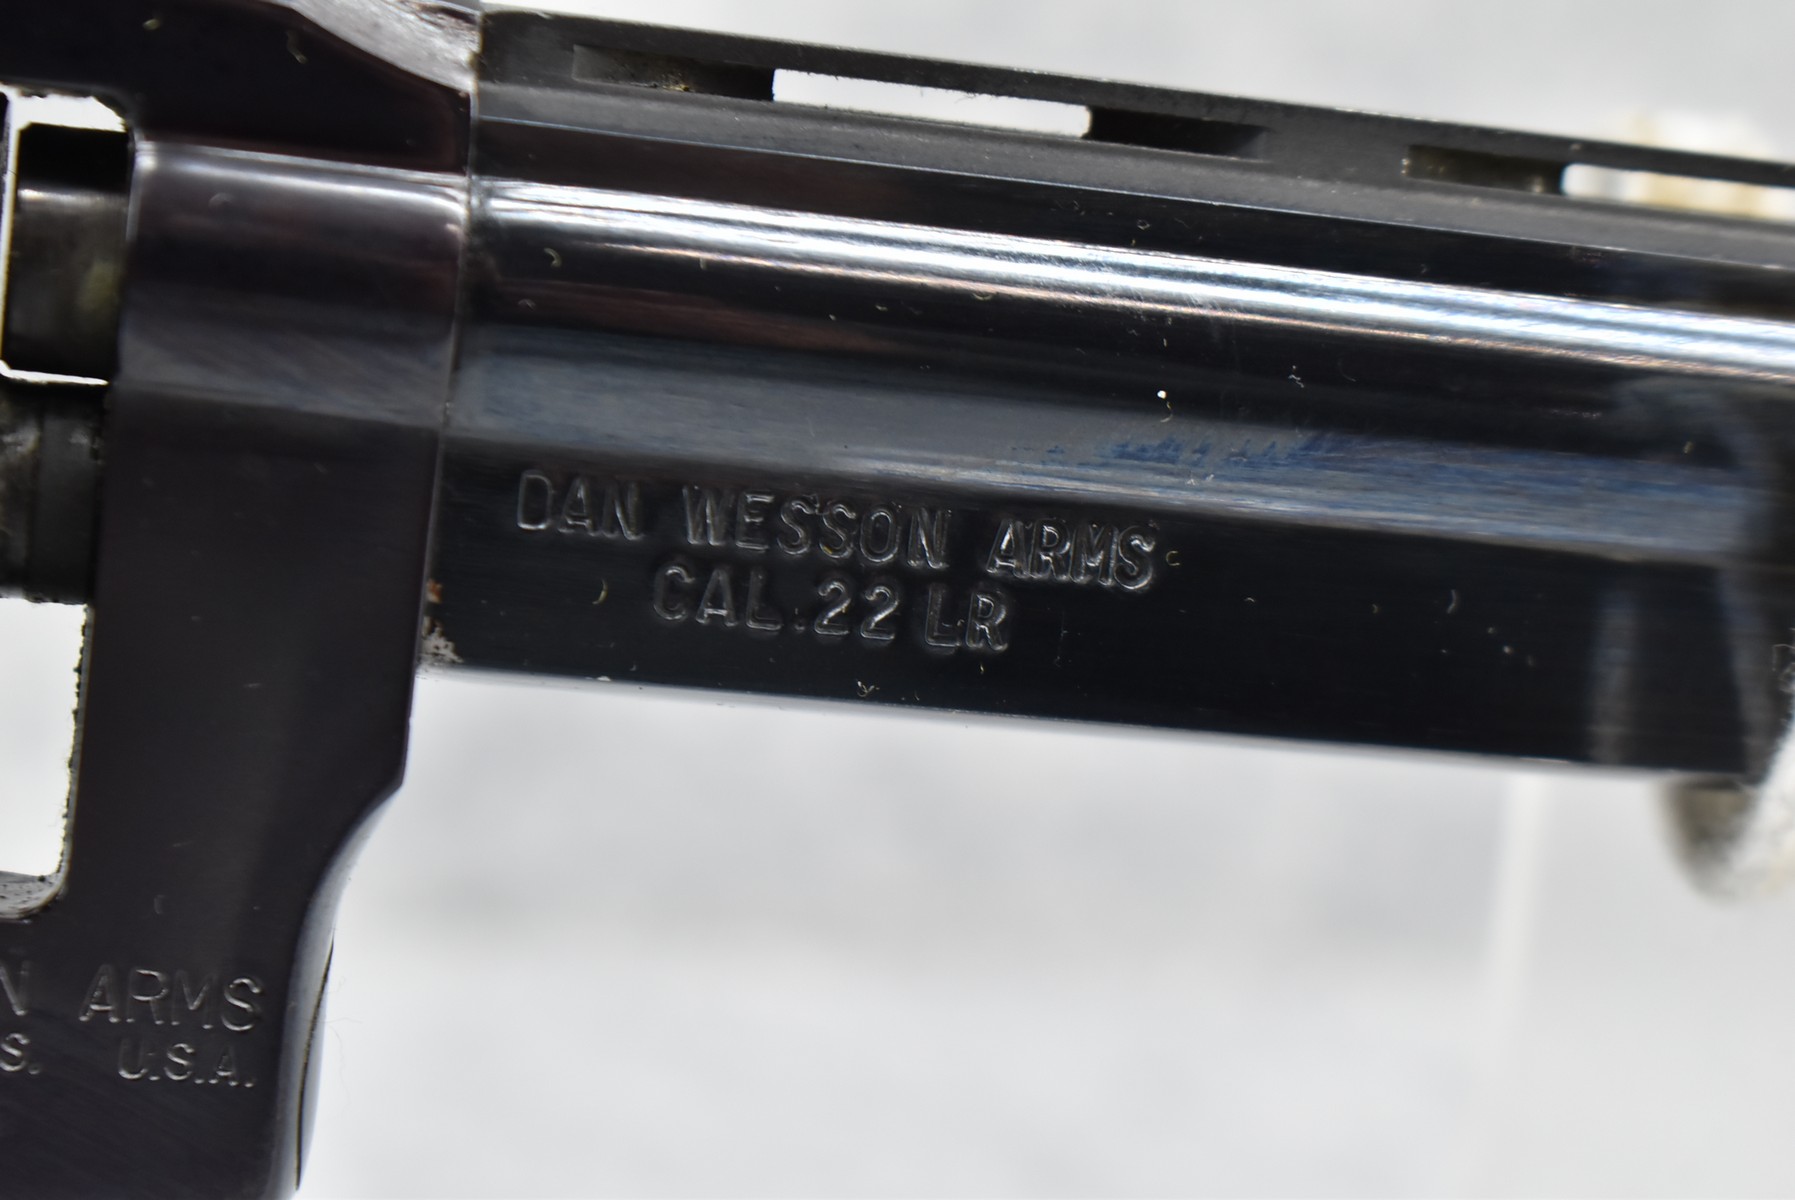 DAN WESSON ARMS
CAL.22 LR
N ARMS
S. U.S.A.